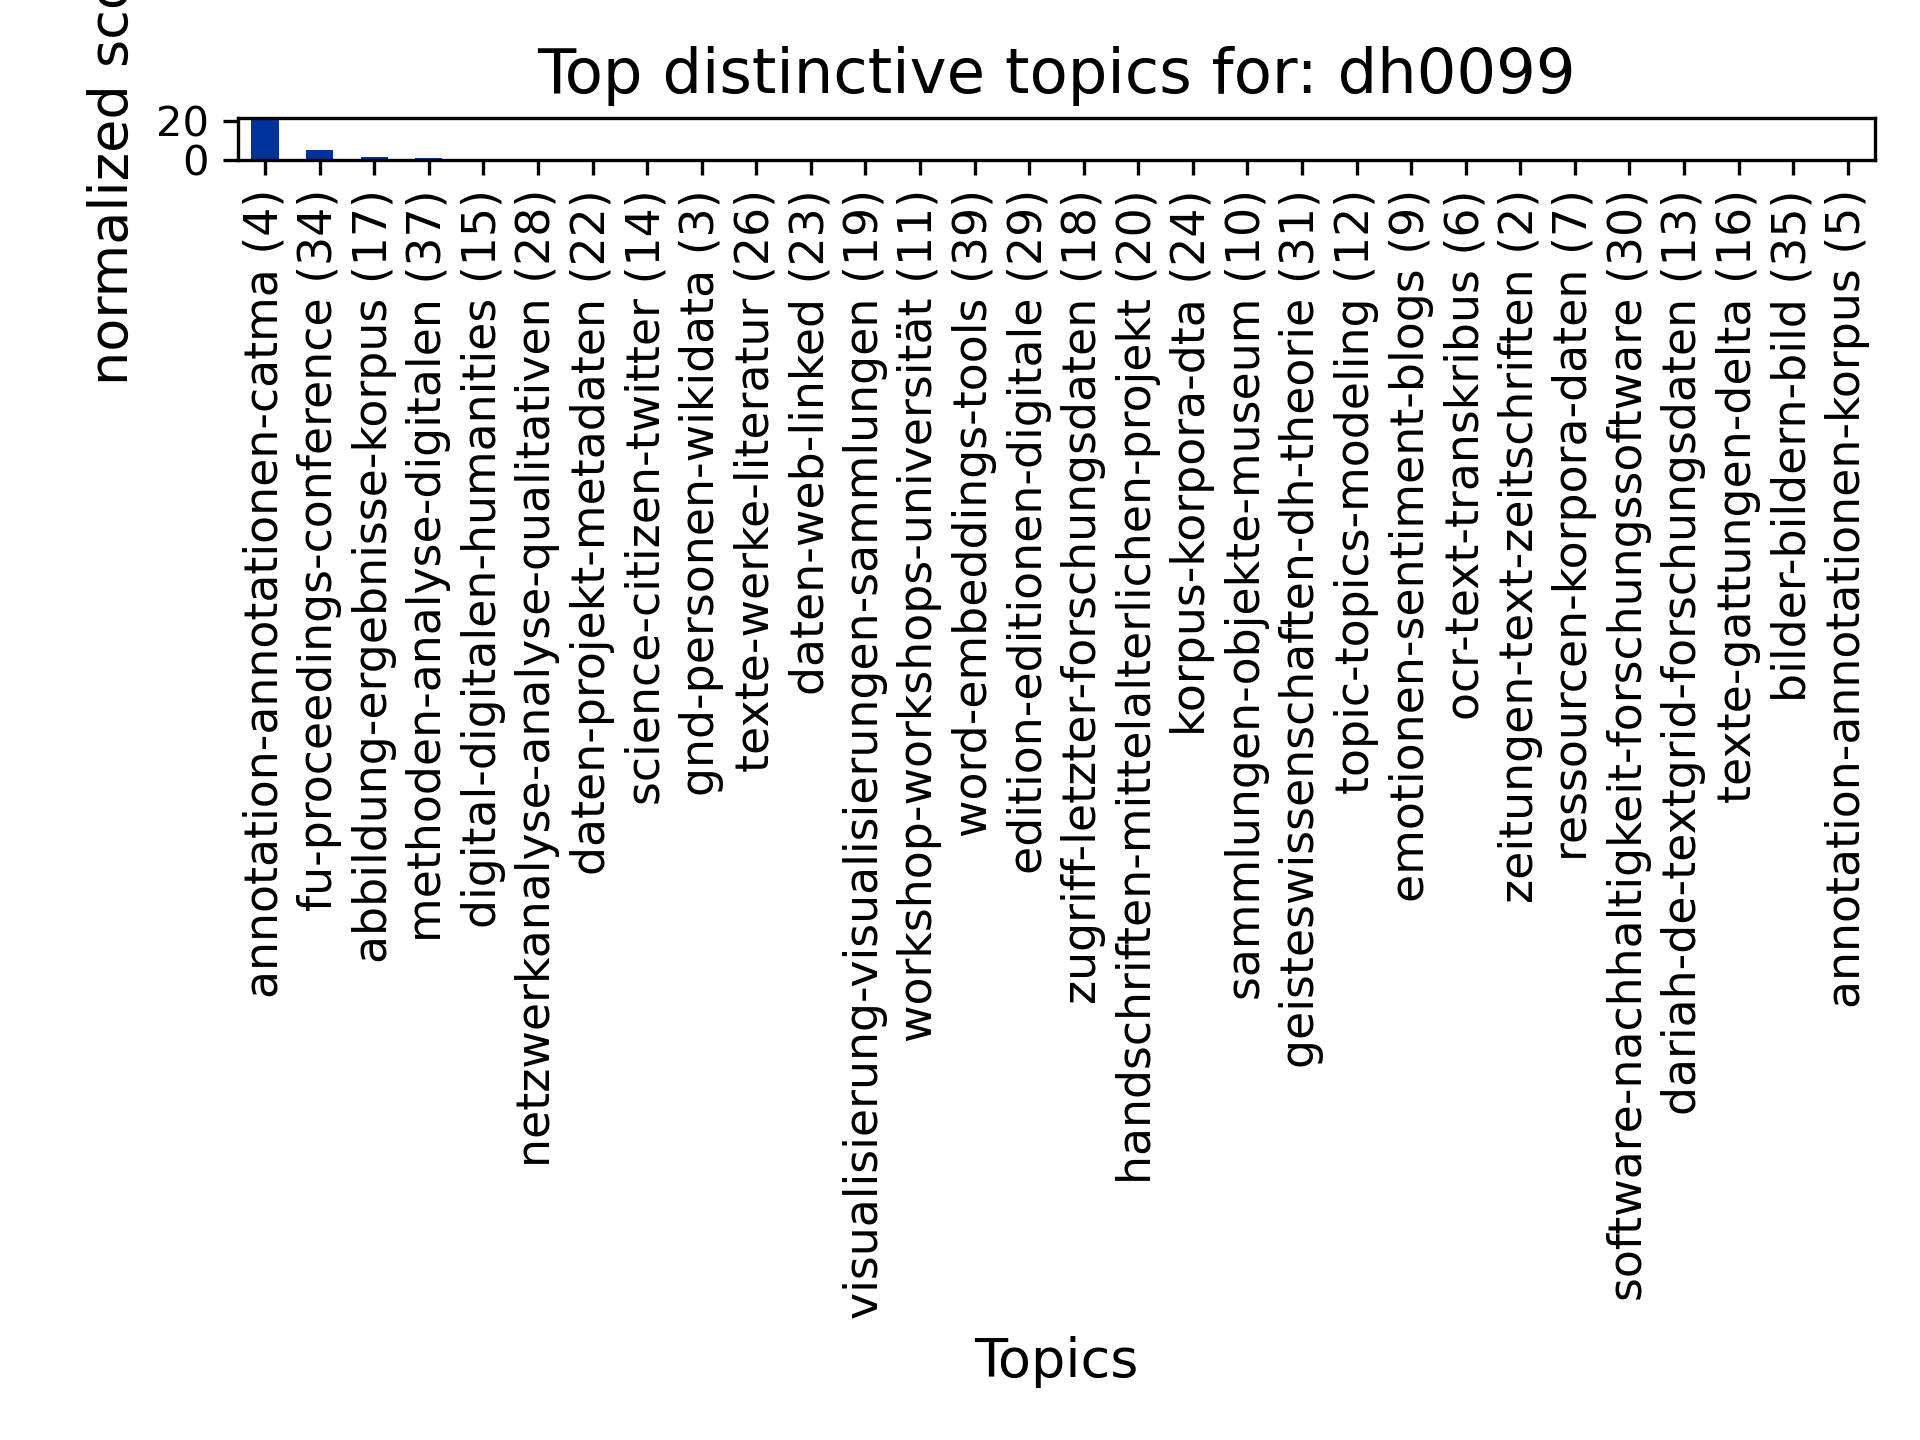 Top distinctive topics for: dh0099
normalized sco
20
0
annotation-annotationen-catma (4)
fu-proceedings-conference (34)
abbildung-ergebnisse-korpus (17)
methoden-analyse-digitalen (37)
digital-digitalen-humanities (15)
netzwerkanalyse-analyse-qualitativen (28)
daten-projekt-metadaten (22)
science-citizen-twitter (14)
gnd-personen-wikidata (3)
texte-werke-literatur (26)
daten-web-linked (23)
visualisierung-visualisierungen-sammlungen (19)
workshop-workshops-universität (11)
word-embeddings-tools (39)
edition-editionen-digitale (29)
zugriff-letzter-forschungsdaten (18)
handschriften-mittelalterlichen-projekt (20)
korpus-korpora-dta (24)
sammlungen-objekte-museum (10)
geisteswissenschaften-dh-theorie (31)
topic-topics-modeling (12)
emotionen-sentiment-blogs (9)
ocr-text-transkribus (6)
zeitungen-text-zeitschriften (2)
ressourcen-korpora-daten (7)
software-nachhaltigkeit-forschungssoftware (30)
dariah-de-textgrid-forschungsdaten (13)
texte-gattungen-delta (16)
bilder-bildern-bild (35)
annotation-annotationen-korpus (5)
Topics